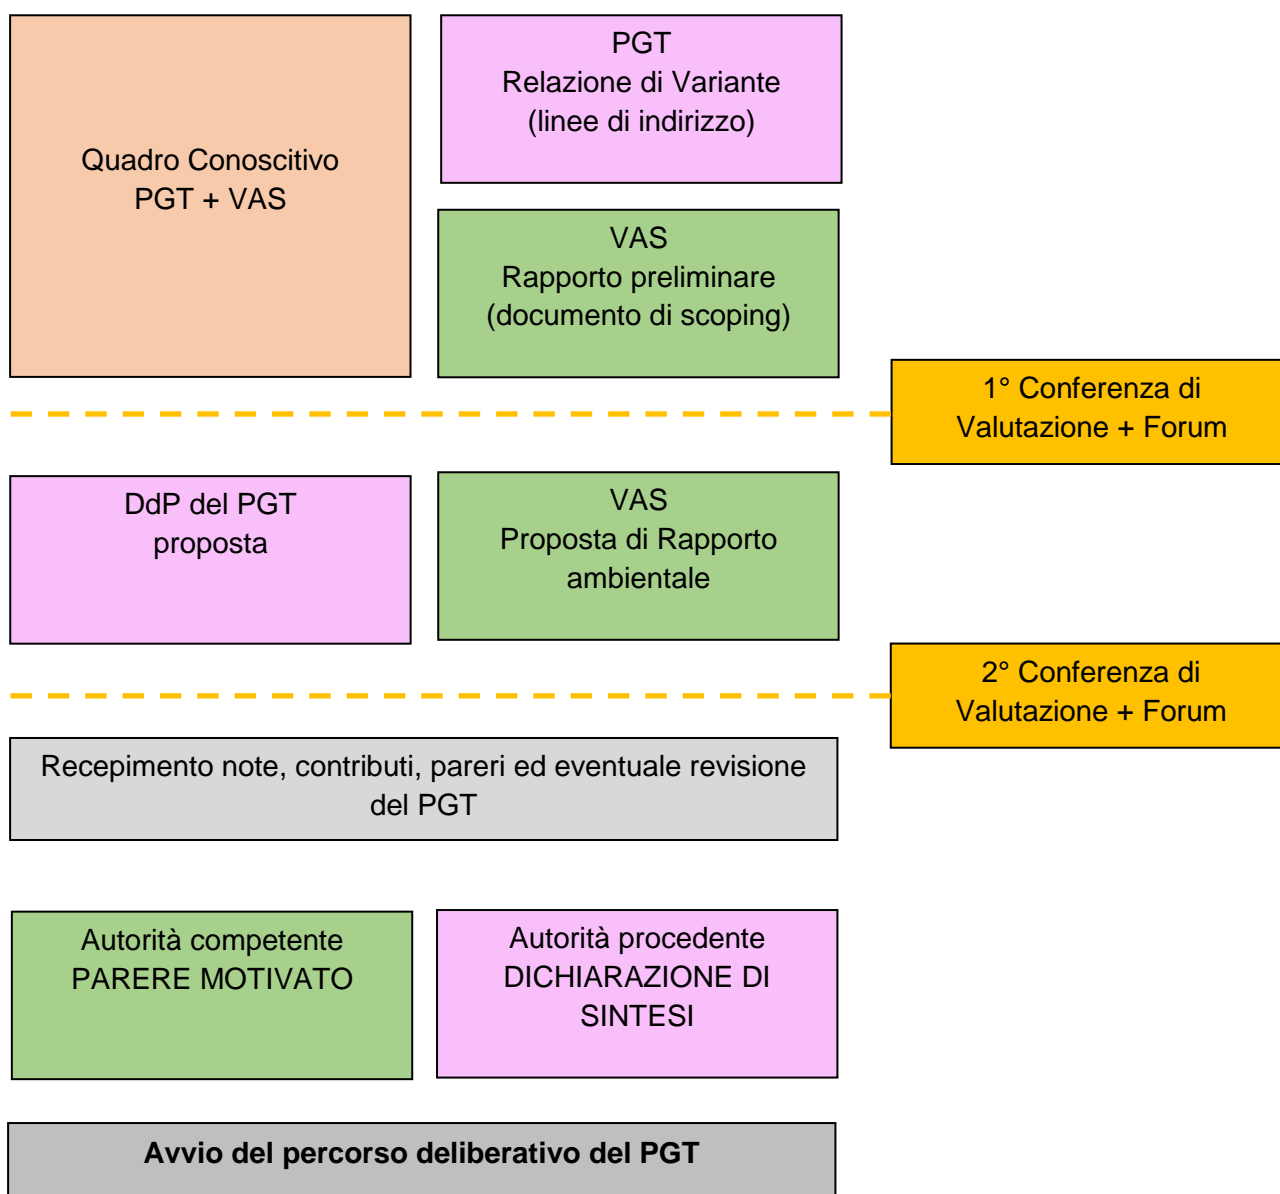 Quadro Conoscitivo
PGT + VAS
PGT
Relazione di Variante
(linee di indirizzo)
VAS
Rapporto preliminare
(documento di scoping)
1° Conferenza di
Valutazione + Forum
DdP del PGT
proposta
VAS
Proposta di Rapporto
ambientale
2° Conferenza di
Valutazione + Forum
Recepimento note, contributi, pareri ed eventuale revisione
del PGT
Autorità competente
PARERE MOTIVATO
Autorità procedente
DICHIARAZIONE DI
SINTESI
Avvio del percorso deliberativo del PGT